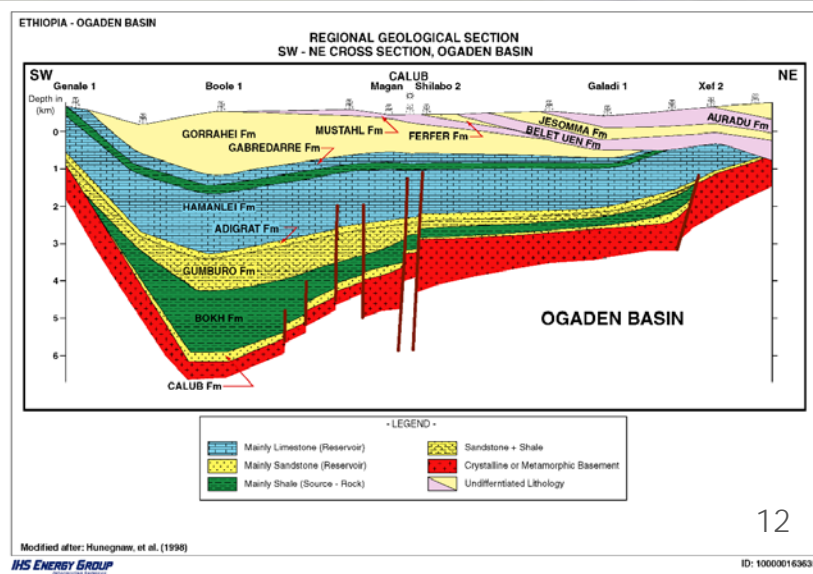 ETHIOPIA - OGADEN BASIN
REGIONAL GEOLOGICAL SECTION
SW - NE CROSS SECTION, OGADEN BASIN
SW
CALUB
NE
Genale 1
Boole 1
Magan
Shilabo 2
Galadi 1
Xef 2
Depth in
(km)
0
1
2
3
4
5
6
GORRAHEI Fm
MUSTAHL Fm
FERFER Fm
JESOMMA Fm
BELET UEN Fm
AURADU Fm
GABREDARRE Fm
HAMANLEI Fm
ADIGRAT Fm
GUMBURO Fm
BOKH Fm
CALUB Fm
OGADEN BASIN
- LEGEND -
Mainly Limestone (Reservoir)
Mainly Sandstone (Reservoir)
Mainly Shale (Source - Rock)
Sandstone + Shale
Crystalline or Metamorphic Basement
Undifferntiated Lithology
12
Modified after: Hunegnaw, et al. (1998)
IHS ENERGY GROUP
ID: 10000016363